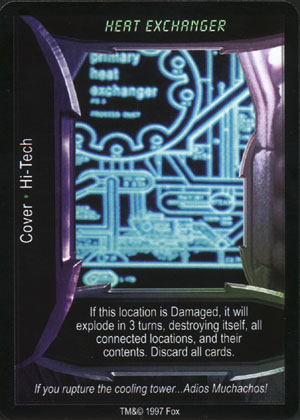 HEAT EXCHANGER
primary
heat
exchanger
Cover • Hi-Tech
If this location is Damaged, it will
explode in 3 turns, destroying itself, all
connected locations, and their
contents. Discard all cards.
If you rupture the cooling tower...Adios Muchachos!
TM&© 1997 Fox